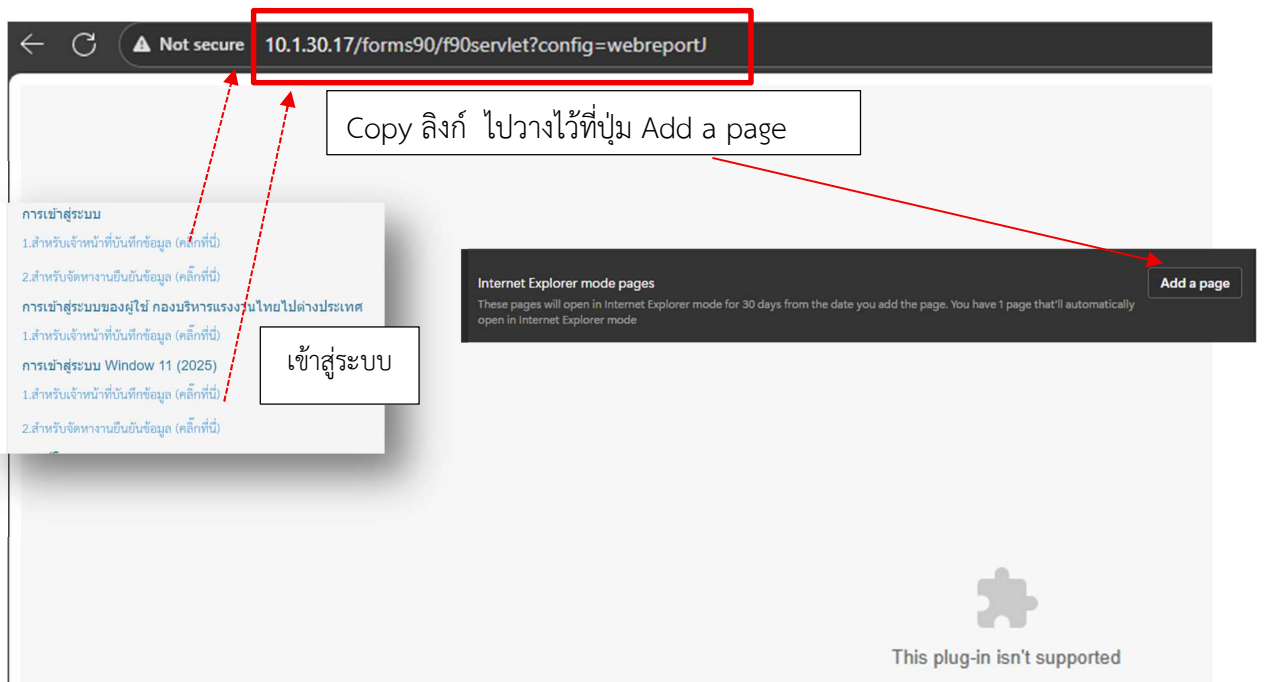 Not secure 10.1.30.17/forms90/f90servlet?config=webreportJ
Copy ลิงก์ ไปวางไว้ที่ปุ่ม Add a page
การเข้าสู่ระบบ
1.สำหรับเจ้าหน้าที่บันทึกข้อมูล (คลิ๊กที่นี่)
2.สำหรับจัดหางานยืนยันข้อมูล (คลิ๊กที่นี่)
การเข้าสู่ระบบของผู้ใช้ กองบริหารแรงงานไทยไปต่างประเทศ
1.สำหรับเจ้าหน้าที่บันทึกข้อมูล (คลิ๊กที่นี่)
การเข้าสู่ระบบ Window 11 (2025)
1.สำหรับเจ้าหน้าที่บันทึกข้อมูล (คลิ๊กที่นี่)
2.สำหรับจัดหางานยืนยันข้อมูล (คลิ๊กที่นี่)
เข้าสู่ระบบ
Internet Explorer mode pages
These pages will open in Internet Explorer mode for 30 days from the date you add the page. You have 1 page that'll automatically
open in Internet Explorer mode
Add a page
This plug-in isn't supported